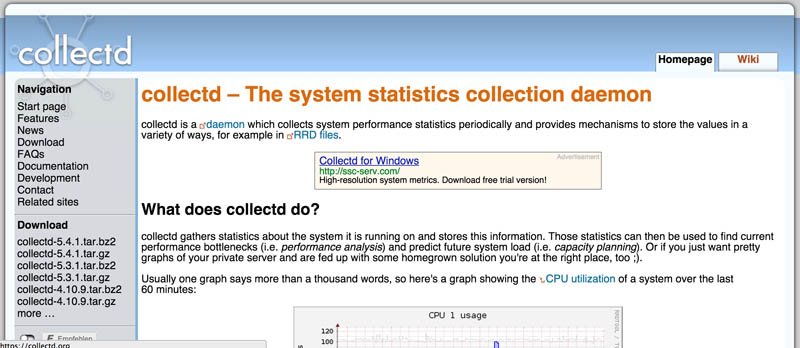 collectd
Homepage
Wiki
Navigation
Start page
Features
News
Download
FAQs
Documentation
Development
Contact
Related sites
Download
collectd-5.4.1.tar.bz2
collectd-5.4.1.tar.gz
collectd-5.3.1.tar.bz2
collectd-5.3.1.tar.gz
collectd-4.10.9.tar.bz2
collectd-4.10.9.tar.gz
more ...
Empfehlen
https://collectd.org
collectd – The system statistics collection daemon
collectd is a daemon which collects system performance statistics periodically and provides mechanisms to store the values in a
variety of ways, for example in RRD files.
Advertisement
Collectd for Windows
http://ssc-serv.com/
High-resolution system metrics. Download free trial version!
What does collectd do?
collectd gathers statistics about the system it is running on and stores this information. Those statistics can then be used to find current
performance bottlenecks (i.e. performance analysis) and predict future system load (i.e. capacity planning). Or if you just want pretty
graphs of your private server and are fed up with some homegrown solution you're at the right place, too ;).
Usually one graph says more than a thousand words, so here's a graph showing the CPU utilization of a system over the last
60 minutes:
CPU 1 usage
120
100